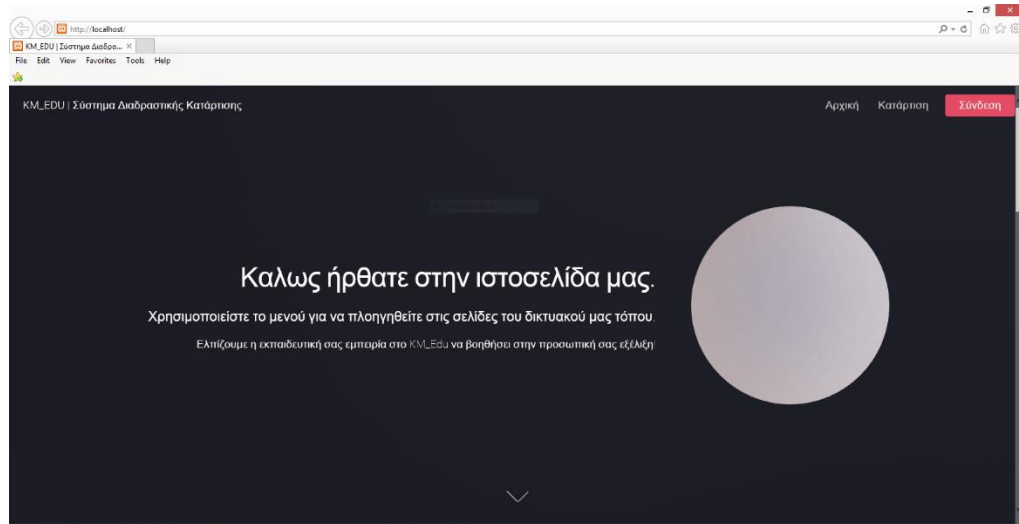 http://localhost/
KM_EDU | Σύστημα Διαδρα...
File Edit View Favorites Tools Help
KM_EDU | Σύστημα Διαδραστικής Κατάρτισης
Αρχική Κατάρτιση Σύνδεση
Καλως ήρθατε στην ιστοσελίδα μας.
Χρησιμοποιείστε το μενού για να πλοηγηθείτε στις σελίδες του δικτυακού μας τόπου.
Ελπίζουμε η εκπαιδευτική σας εμπειρία στο KM_Edu να βοηθήσει στην προσωπική σας εξέλιξη!